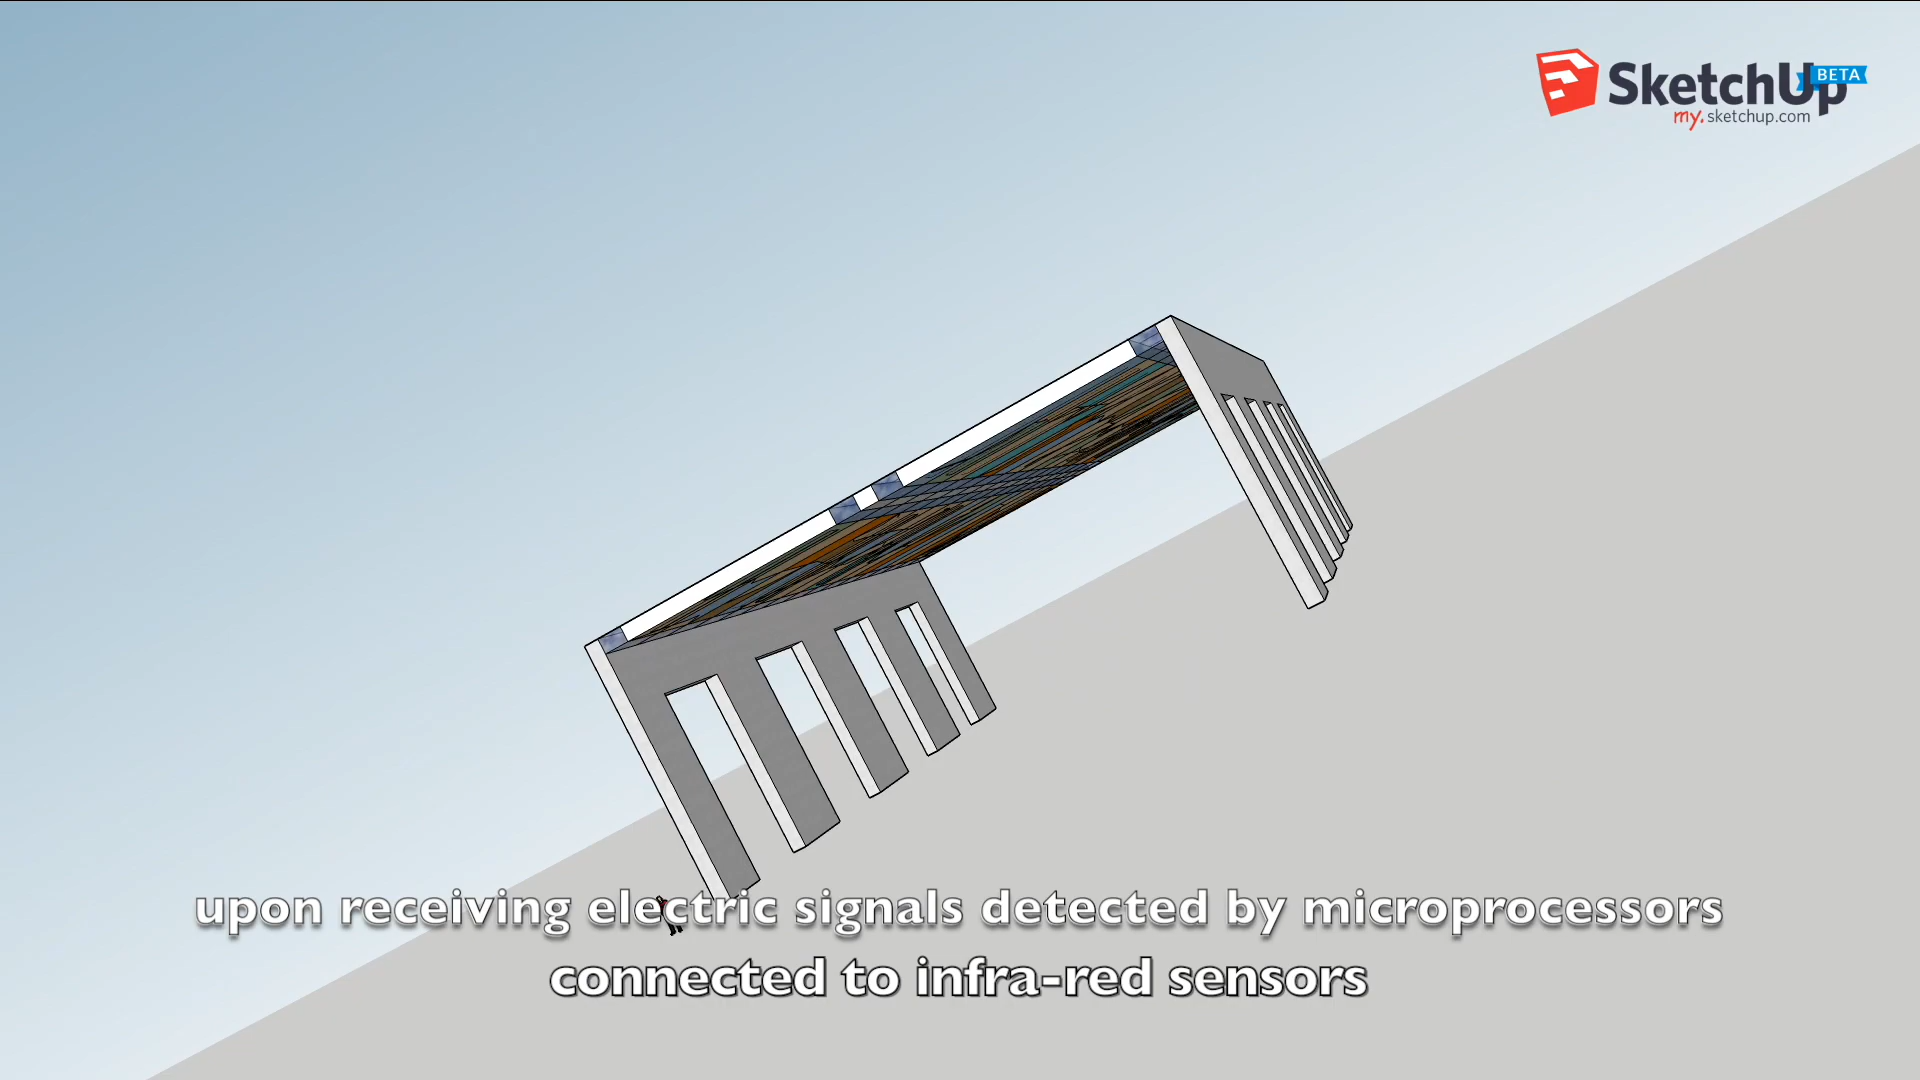 SketchUp BETA
my.sketchup.com
upon receiving electric signals detected by microprocessors
connected to infra-red sensors